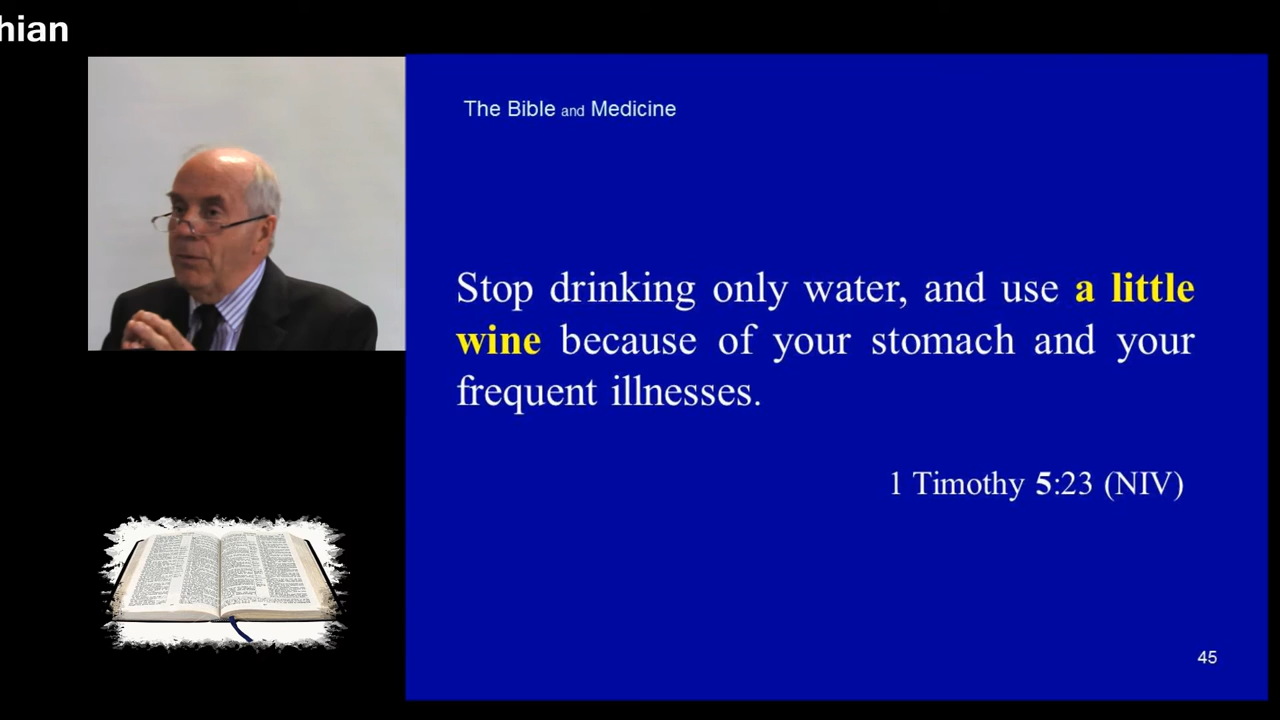 hian
The Bible and Medicine
Stop drinking only water, and use a little
wine because of your stomach and your
frequent illnesses.
1 Timothy 5:23 (NIV)
45